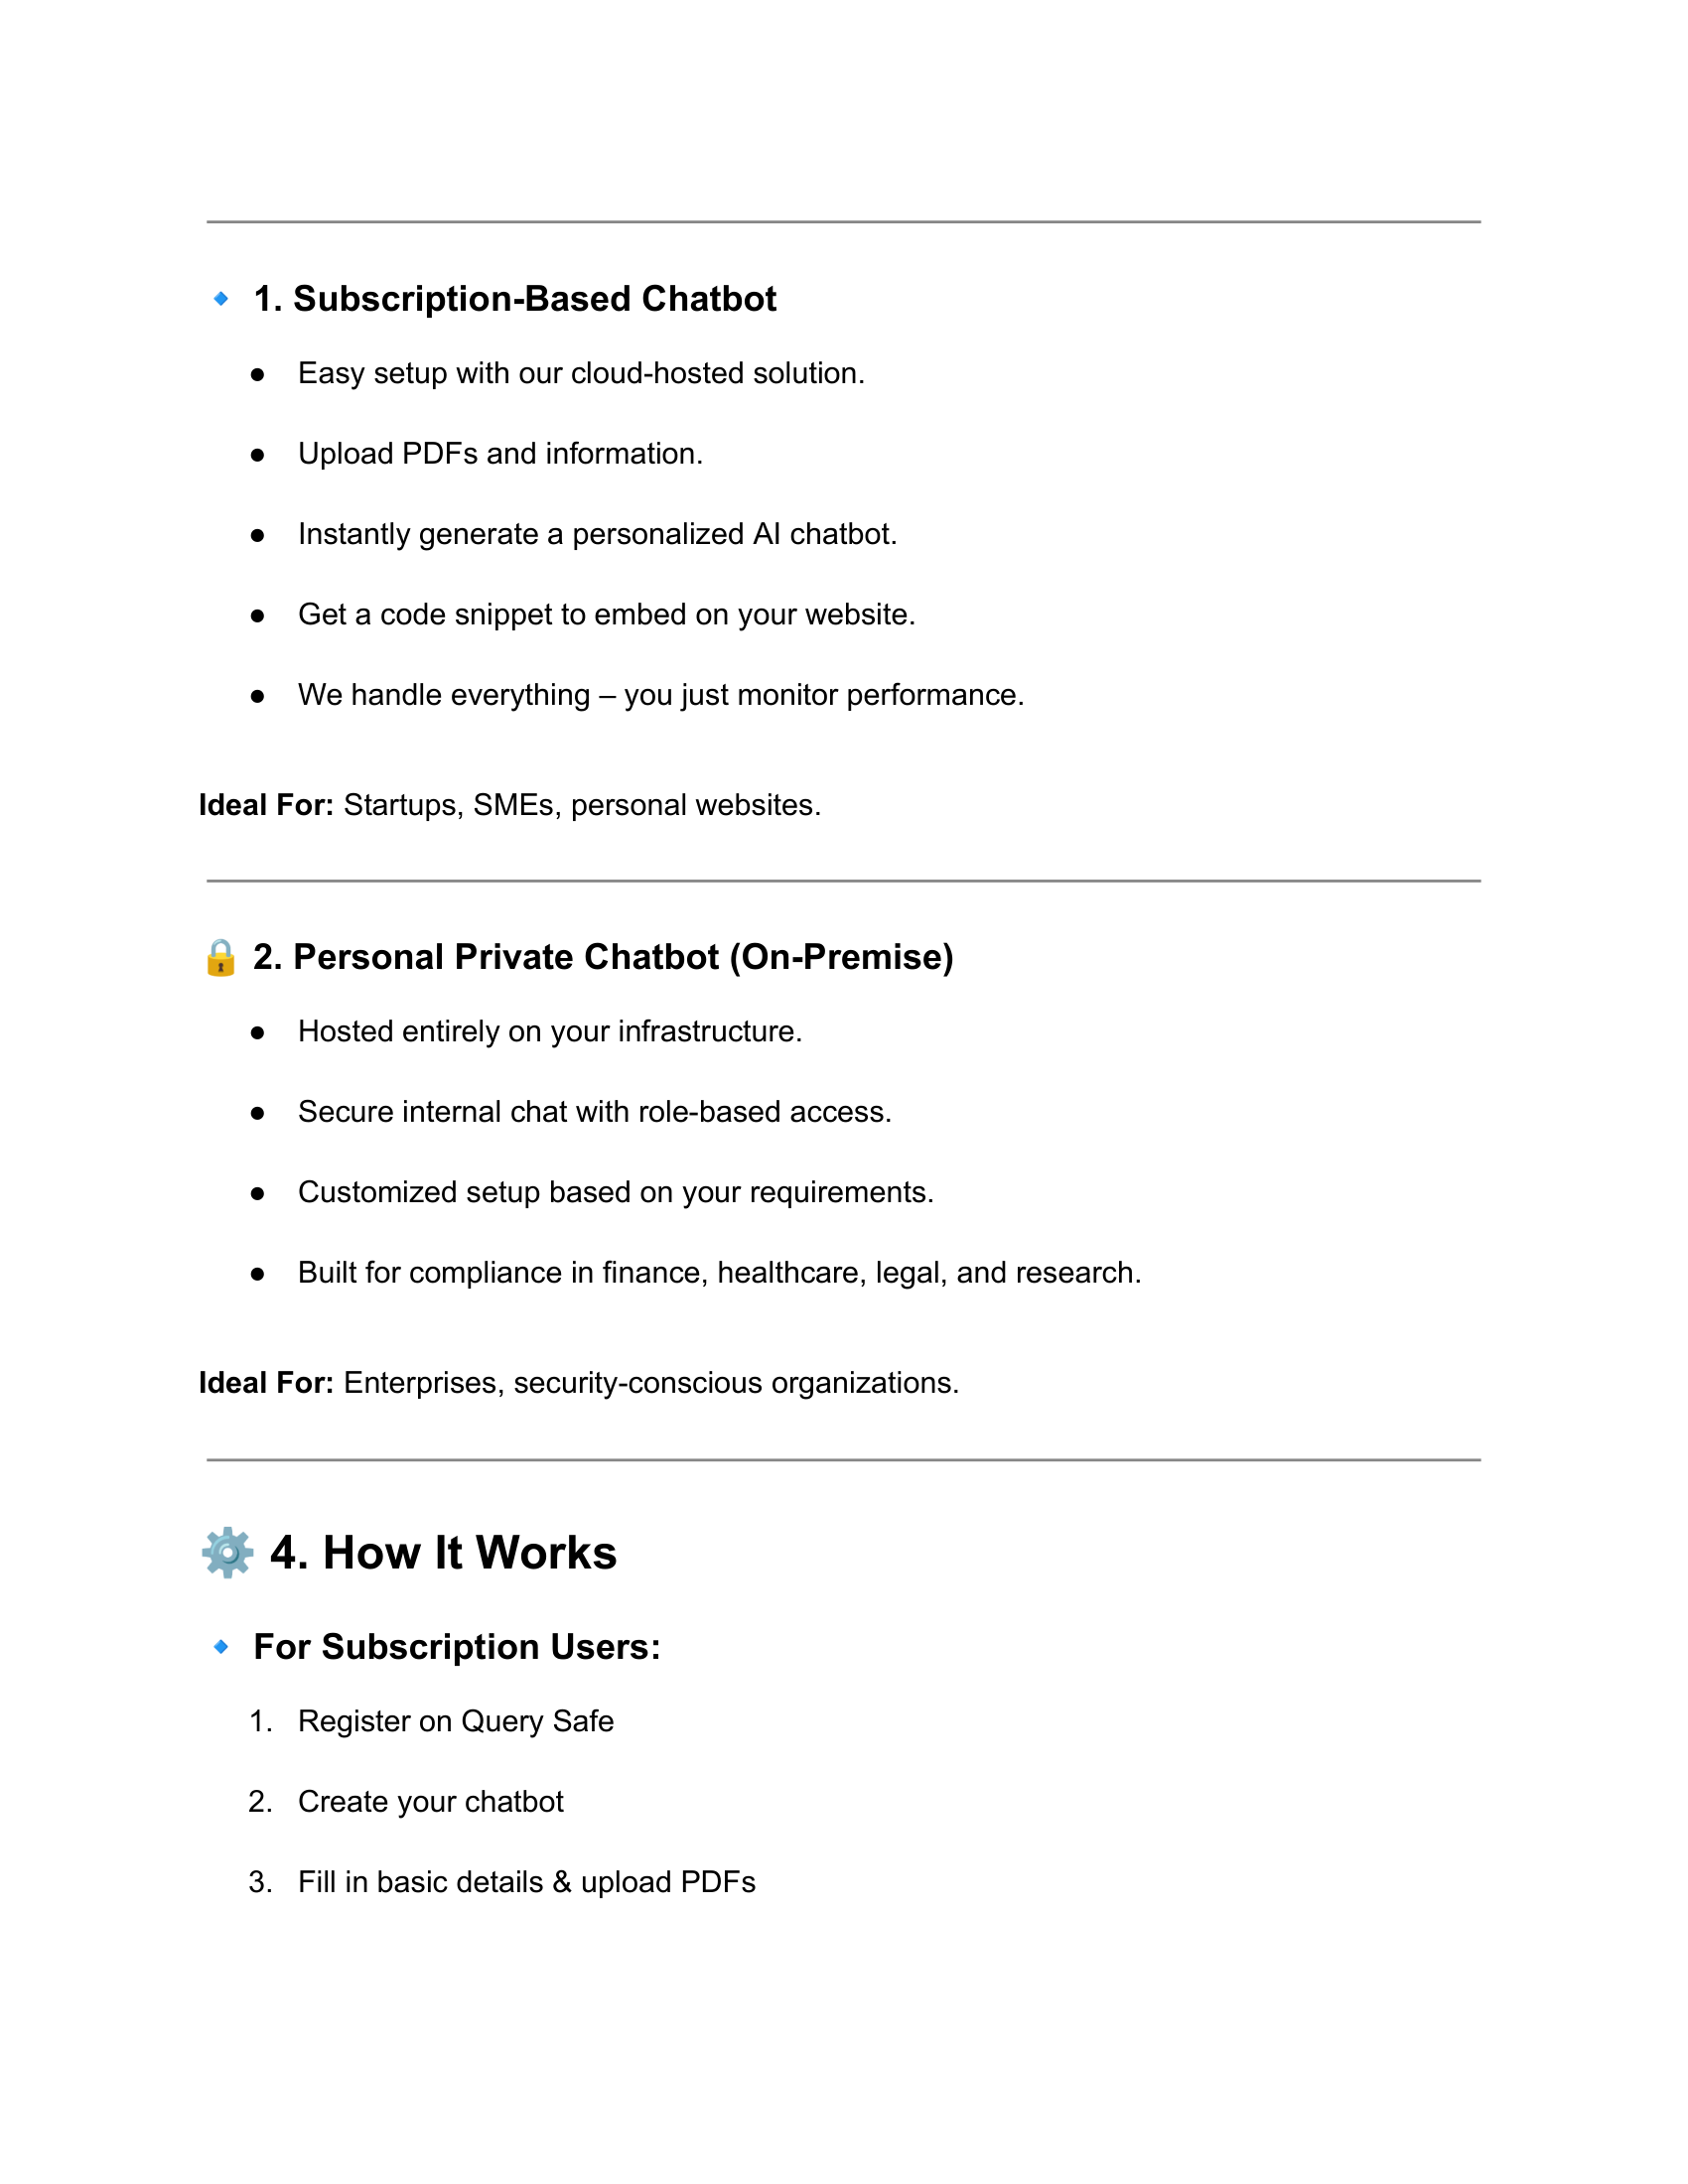 🔹 1. Subscription-Based Chatbot
● Easy setup with our cloud-hosted solution.
● Upload PDFs and information.
● Instantly generate a personalized AI chatbot.
● Get a code snippet to embed on your website.
● We handle everything – you just monitor performance.
Ideal For: Startups, SMEs, personal websites.
🔒 2. Personal Private Chatbot (On-Premise)
● Hosted entirely on your infrastructure.
● Secure internal chat with role-based access.
● Customized setup based on your requirements.
● Built for compliance in finance, healthcare, legal, and research.
Ideal For: Enterprises, security-conscious organizations.
⚙️ 4. How It Works
🔹 For Subscription Users:
1. Register on Query Safe
2. Create your chatbot
3. Fill in basic details & upload PDFs